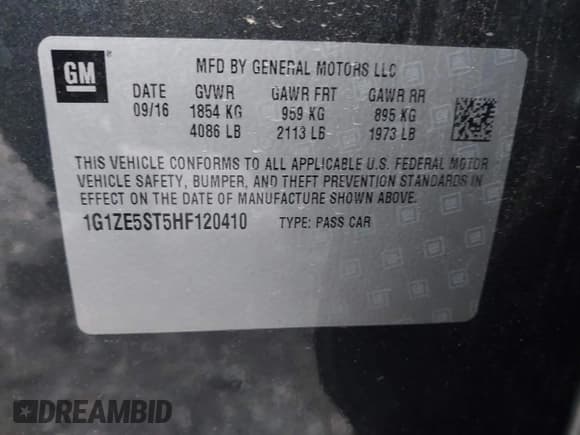 GM
MFD BY GENERAL MOTORS LLC
DATE GVWR GAWR FRT GAWR RR
09/16 1854 KG 959 KG 895 KG
4086 LB 2113 LB 1973 LB
THIS VEHICLE CONFORMS TO ALL APPLICABLE U.S. FEDERAL MOTOR
VEHICLE SAFETY, BUMPER, AND THEFT PREVENTION STANDARDS IN
EFFECT ON THE DATE OF MANUFACTURE SHOWN ABOVE.
1G1ZE5ST5HF120410 TYPE: PASS CAR
DREAMBID